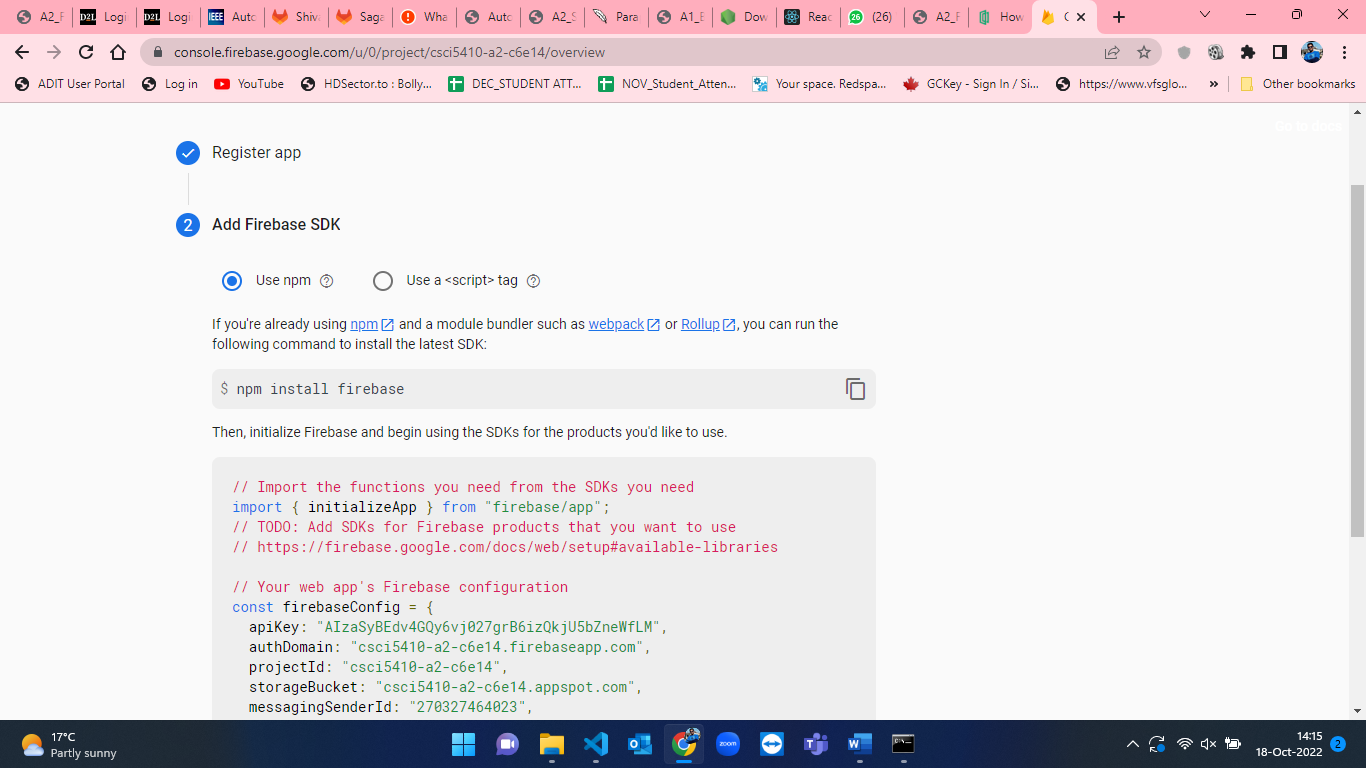 A2_F
Logi
Logi
Auto
Shiv
Saga
Wha
Auto
A2_S
Para
A1_E
Dow
Reac
(26)
A2_F
How
console.firebase.google.com/u/0/project/csci5410-a2-c6e14/overview
ADIT User Portal
Log in
YouTube
HDSector.to : Bolly...
DEC_STUDENT ATT...
NOV_Student_Atten...
Your space. Redspa...
GCKey - Sign In / Si...
https://www.vfsglo...
»
Other bookmarks
Go to docs
Register app
2 Add Firebase SDK
Use npm
Use a <script> tag
If you're already using npm and a module bundler such as webpack or Rollup, you can run the
following command to install the latest SDK:
$ npm install firebase
Then, initialize Firebase and begin using the SDKs for the products you'd like to use.
// Import the functions you need from the SDKs you need
import { initializeApp } from "firebase/app";
// TODO: Add SDKs for Firebase products that you want to use
// https://firebase.google.com/docs/web/setup#available-libraries
// Your web app's Firebase configuration
const firebaseConfig = {
apiKey: "AIzaSyBEdv4GQy6vj027grB6izQkjU5bZneWfLM",
authDomain: "csci5410-a2-c6e14.firebaseapp.com",
projectId: "csci5410-a2-c6e14",
storageBucket: "csci5410-a2-c6e14.appspot.com",
messagingSenderId: "270327464023",
17°C
Partly sunny
zoom
14:15
18-Oct-2022
2